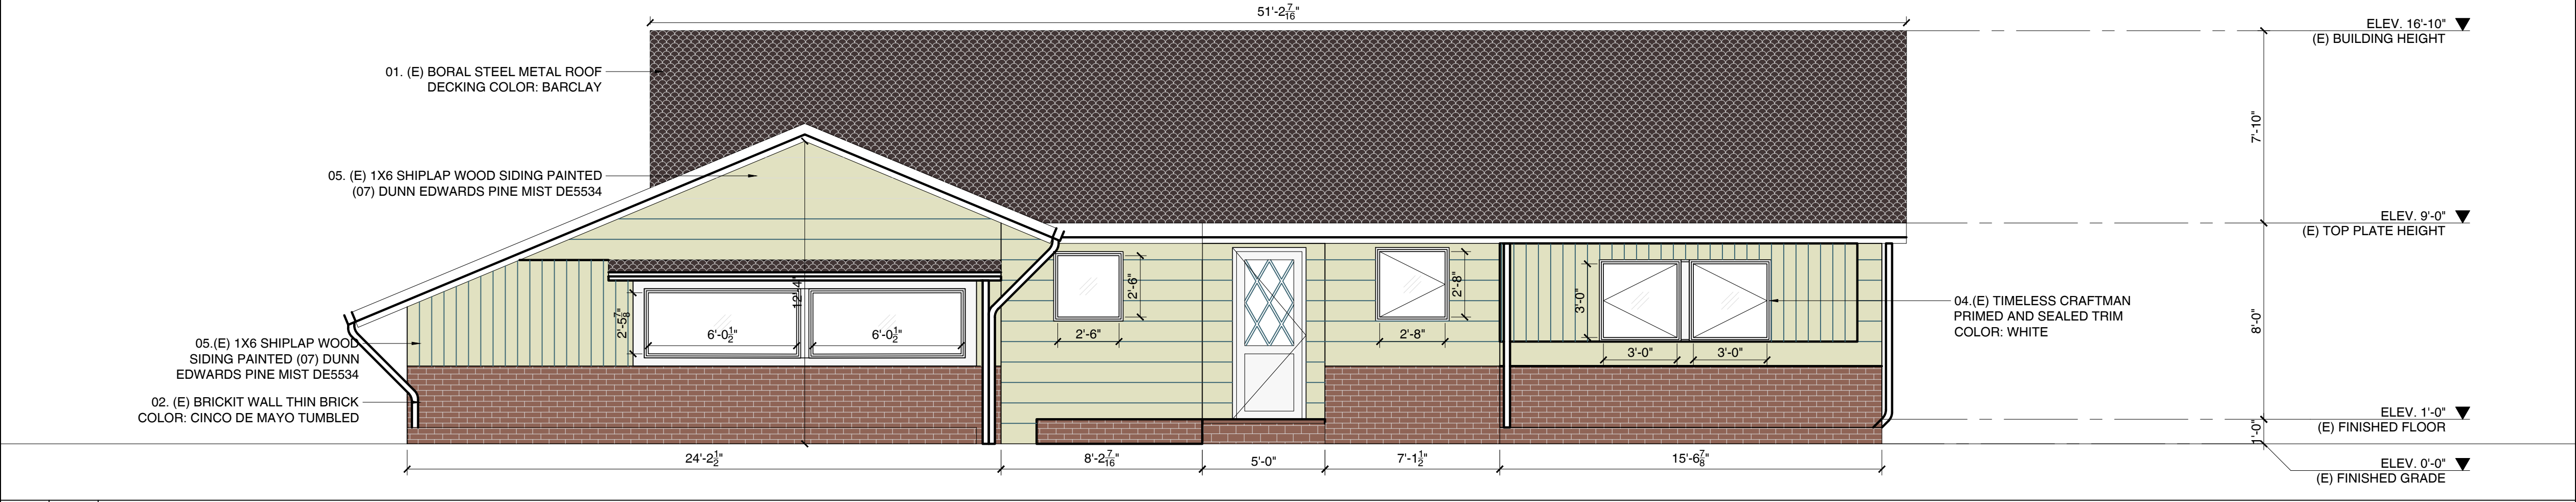 51'-2 7/16"
ELEV. 16'-10"
(E) BUILDING HEIGHT
01. (E) BORAL STEEL METAL ROOF
DECKING COLOR: BARCLAY
7'-10"
05. (E) 1X6 SHIPLAP WOOD SIDING PAINTED
(07) DUNN EDWARDS PINE MIST DE5534
ELEV. 9'-0"
(E) TOP PLATE HEIGHT
12'-4"
2'-5 7/8"
6'-0 1/2"
6'-0 1/2"
2'-6"
2'-6"
2'-8"
2'-8"
3'-0"
3'-0"
3'-0"
04.(E) TIMELESS CRAFTMAN
PRIMED AND SEALED TRIM
COLOR: WHITE
8'-0"
05.(E) 1X6 SHIPLAP WOOD
SIDING PAINTED (07) DUNN
EDWARDS PINE MIST DE5534
02. (E) BRICKIT WALL THIN BRICK
COLOR: CINCO DE MAYO TUMBLED
ELEV. 1'-0"
(E) FINISHED FLOOR
1'-0"
24'-2 1/2"
8'-2 7/16"
5'-0"
7'-1 1/2"
15'-6 7/8"
ELEV. 0'-0"
(E) FINISHED GRADE